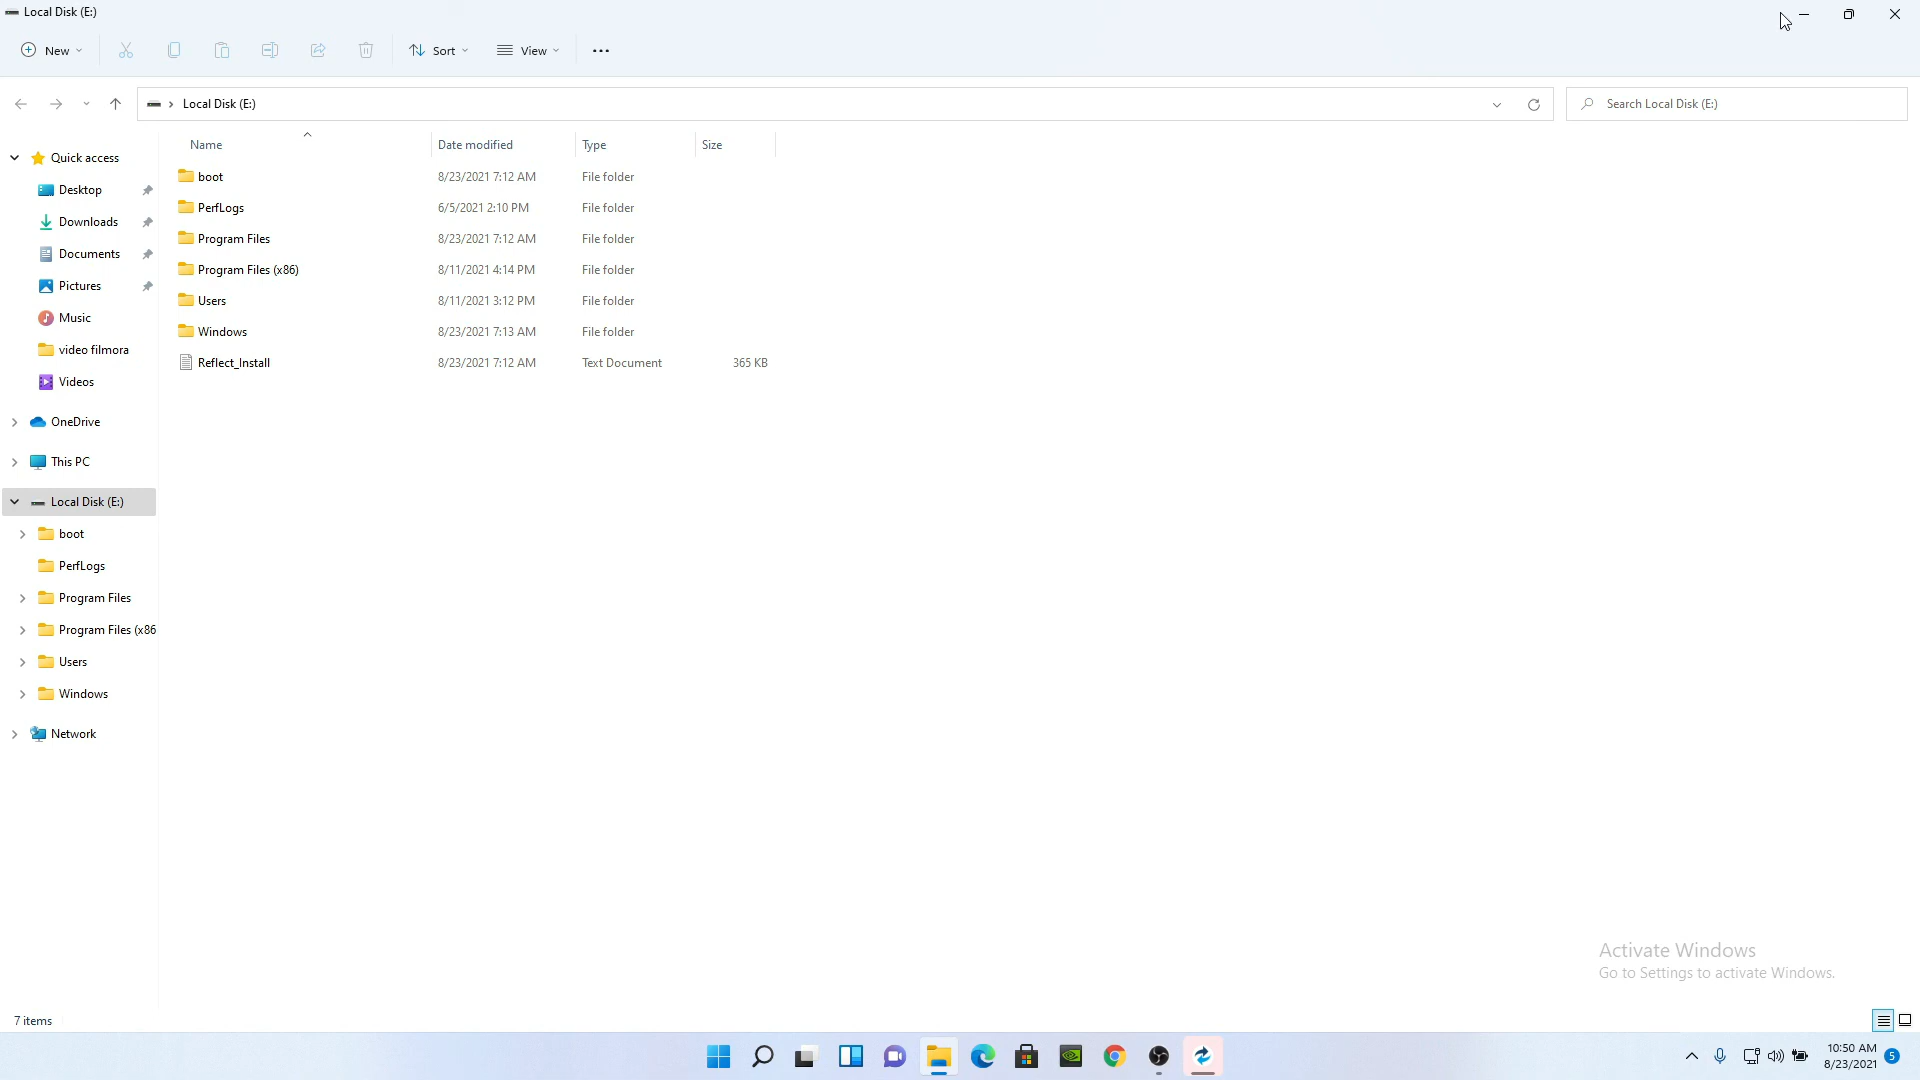 Local Disk (E:)
New
Sort
View
Local Disk (E:)
Search Local Disk (E:)
Name Date modified Type Size
Quick access
Desktop
Downloads
Documents
Pictures
Music
video filmora
Videos
OneDrive
This PC
Local Disk (E:)
boot
PerfLogs
Program Files
Program Files (x86
Users
Windows
Network
boot 8/23/2021 7:12 AM File folder
PerfLogs 6/5/2021 2:10 PM File folder
Program Files 8/23/2021 7:12 AM File folder
Program Files (x86) 8/11/2021 4:14 PM File folder
Users 8/11/2021 3:12 PM File folder
Windows 8/23/2021 7:13 AM File folder
Reflect_Install 8/23/2021 7:12 AM Text Document 365 KB
Activate Windows
Go to Settings to activate Windows.
7 items
10:50 AM
8/23/2021
5